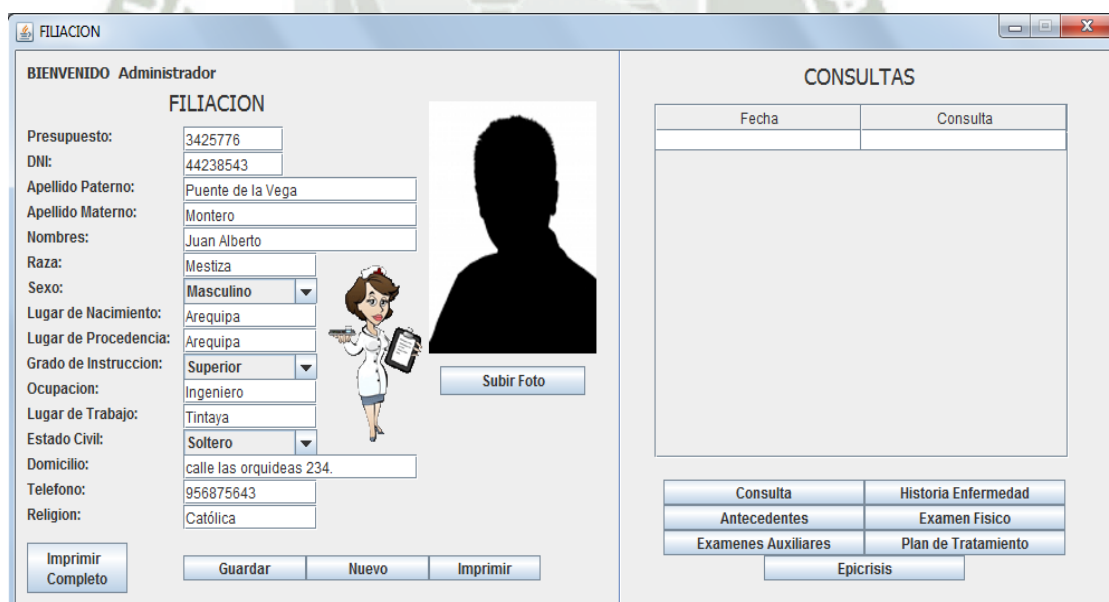 FILIACION
BIENVENIDO Administrador
FILIACION
Presupuesto: 3425776
DNI: 44238543
Apellido Paterno: Puente de la Vega
Apellido Materno: Montero
Nombres: Juan Alberto
Raza: Mestiza
Sexo: Masculino
Lugar de Nacimiento: Arequipa
Lugar de Procedencia: Arequipa
Grado de Instruccion: Superior
Ocupacion: Ingeniero
Lugar de Trabajo: Tintaya
Estado Civil: Soltero
Domicilio: calle las orquideas 234.
Telefono: 956875643
Religion: Católica
Subir Foto
Imprimir
Completo
Guardar Nuevo Imprimir
CONSULTAS
Fecha Consulta
Consulta Historia Enfermedad
Antecedentes Examen Fisico
Examenes Auxiliares Plan de Tratamiento
Epicrisis